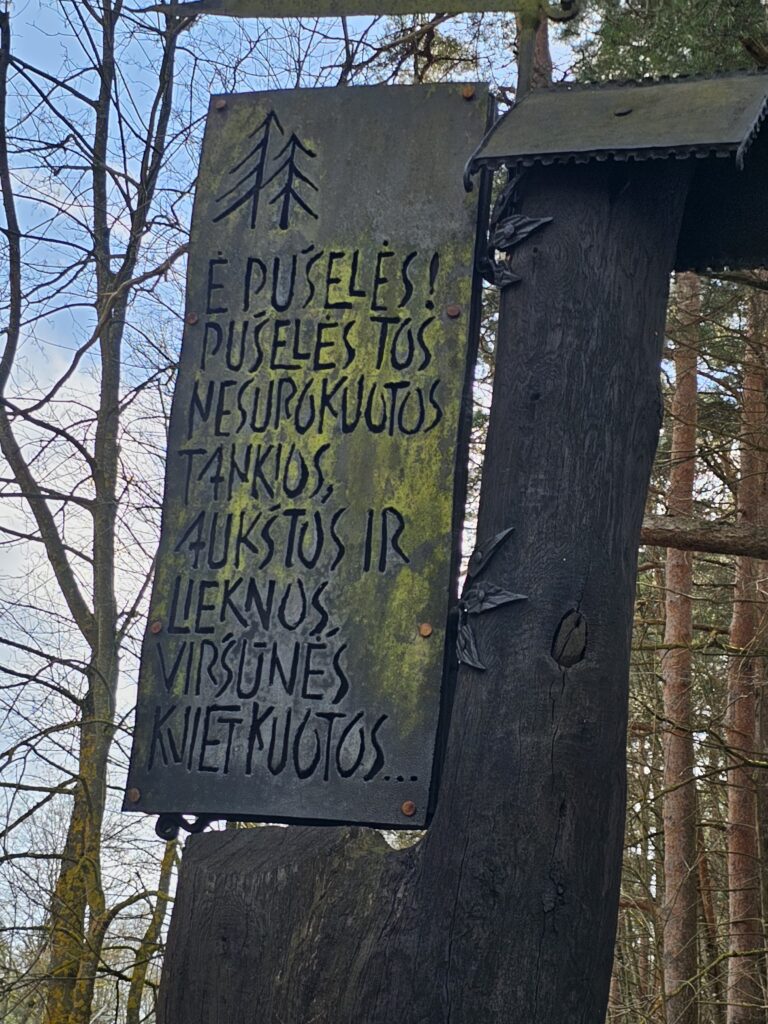 Ė PUŠELĖS!
PUŠELĖS TOS
NESUROKUOTOS
TANKIOS,
AUKŠTOS IR
LIEKNOS,
VIRŠŪNĖS
KVIETKUOTOS...